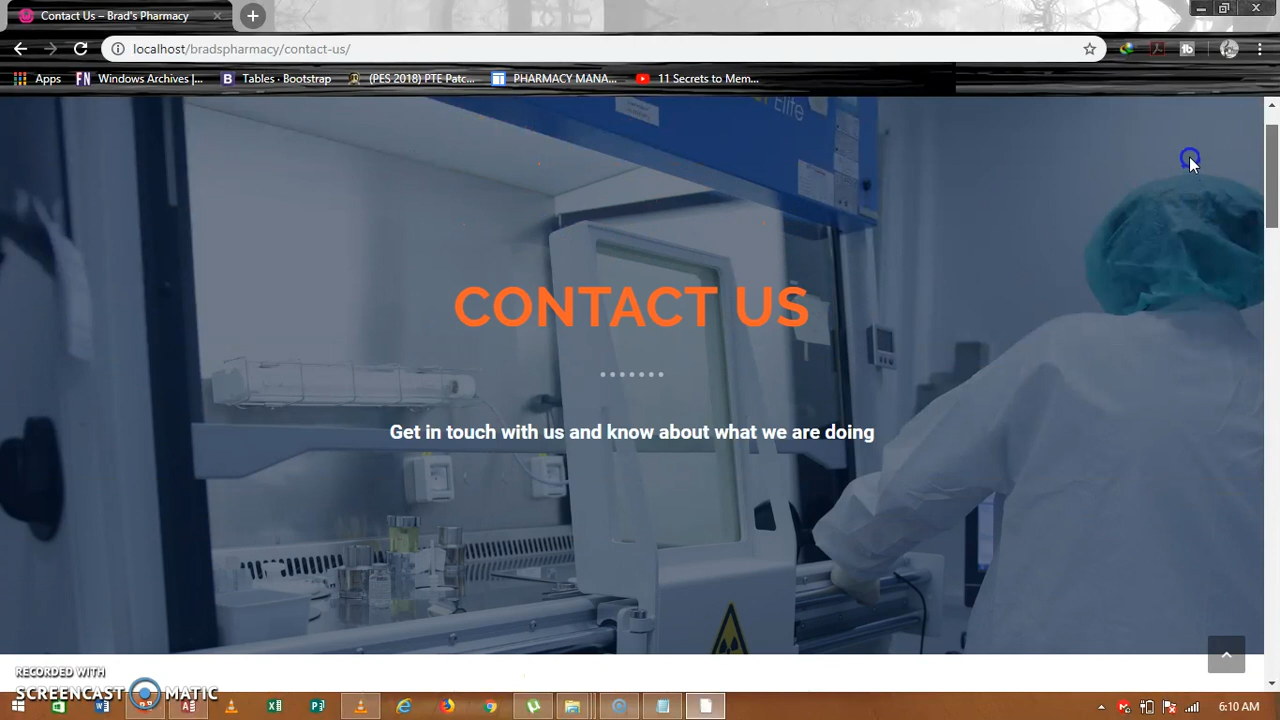 Contact Us – Brad's Pharmacy
localhost/bradspharmacy/contact-us/
Apps
Windows Archives |...
Tables · Bootstrap
(PES 2018) PTE Patc...
PHARMACY MANA...
11 Secrets to Mem...
Elite
CONTACT US
Get in touch with us and know about what we are doing
RECORDED WITH
SCREENCAST MATIC
6:10 AM